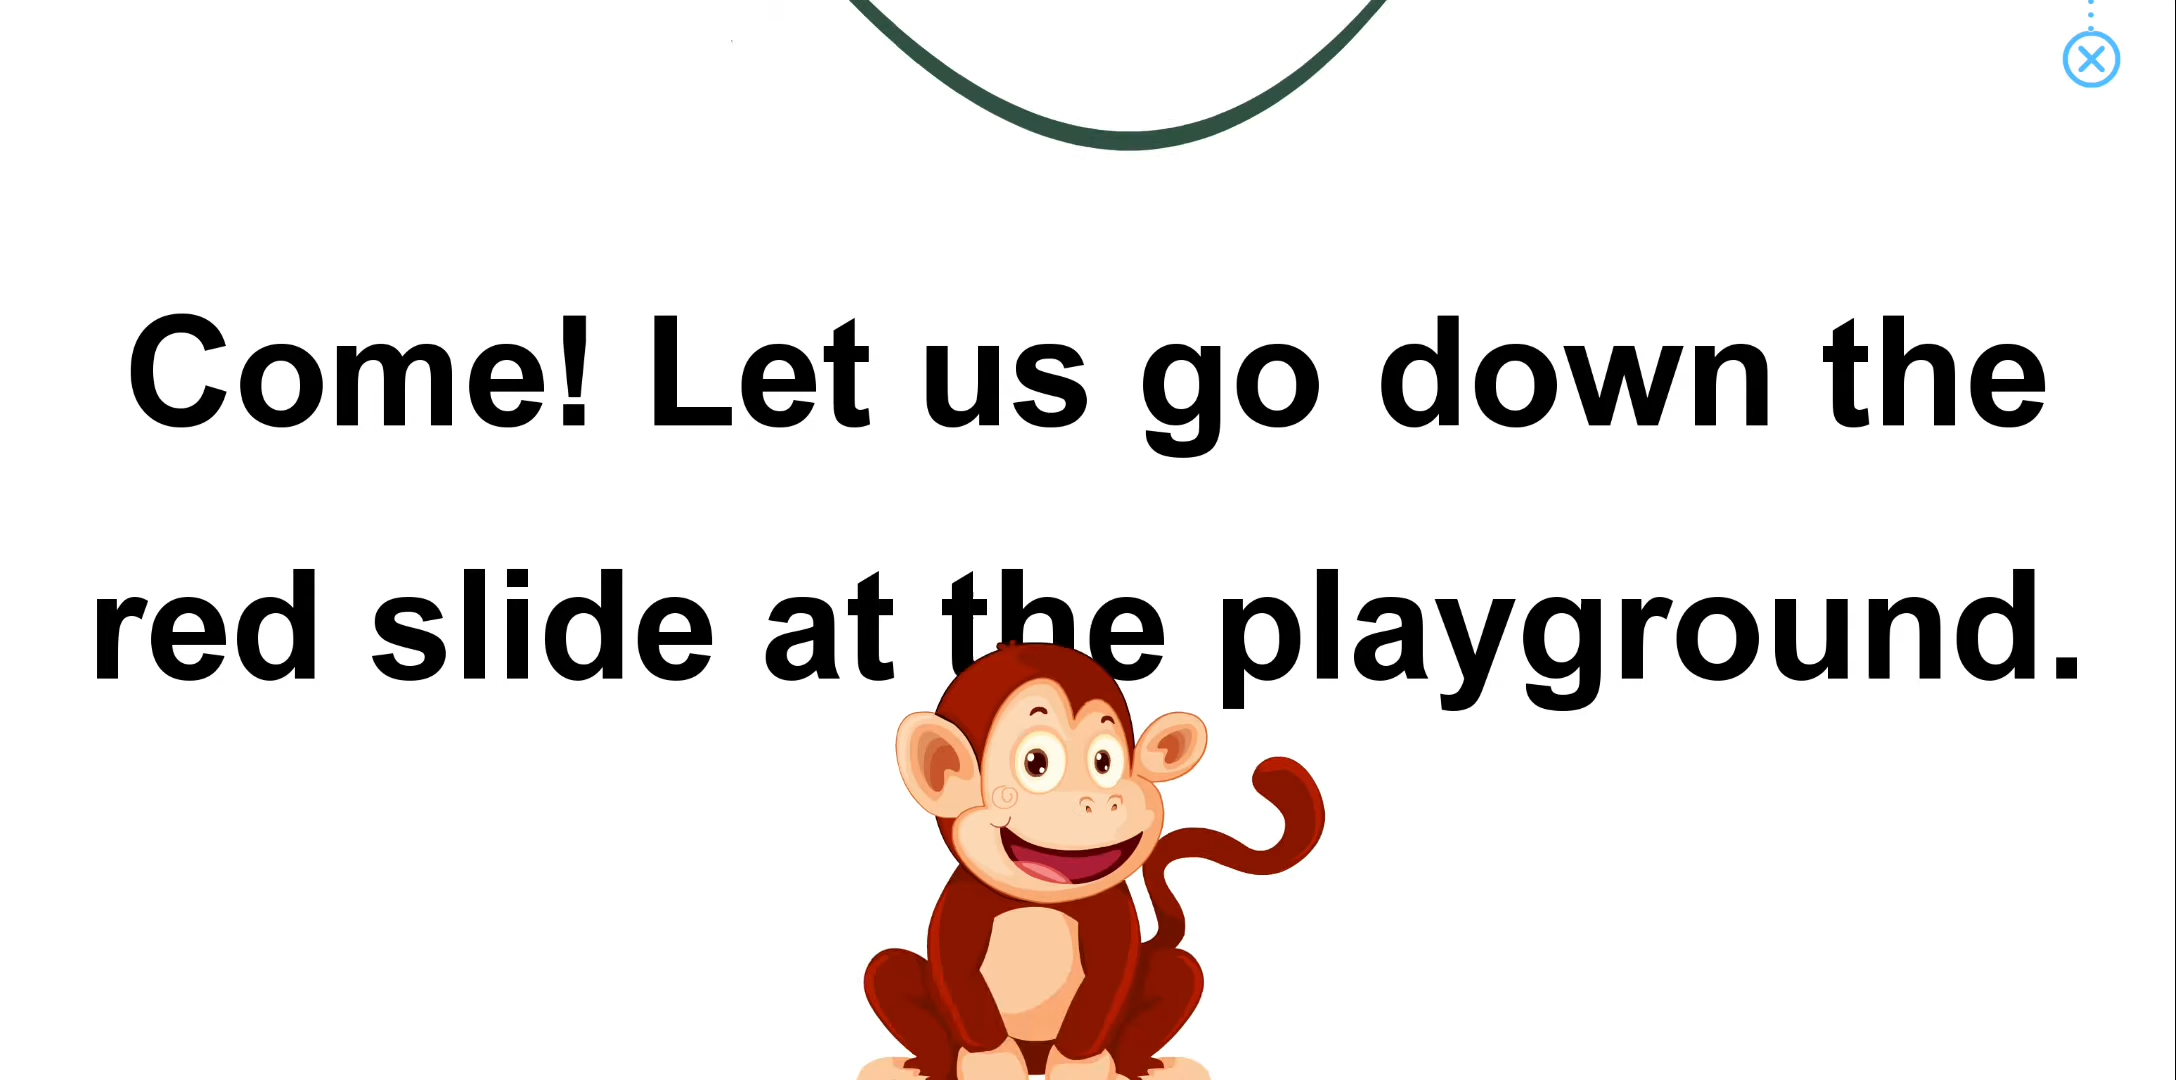 Come! Let us go down the
red slide at the playground.